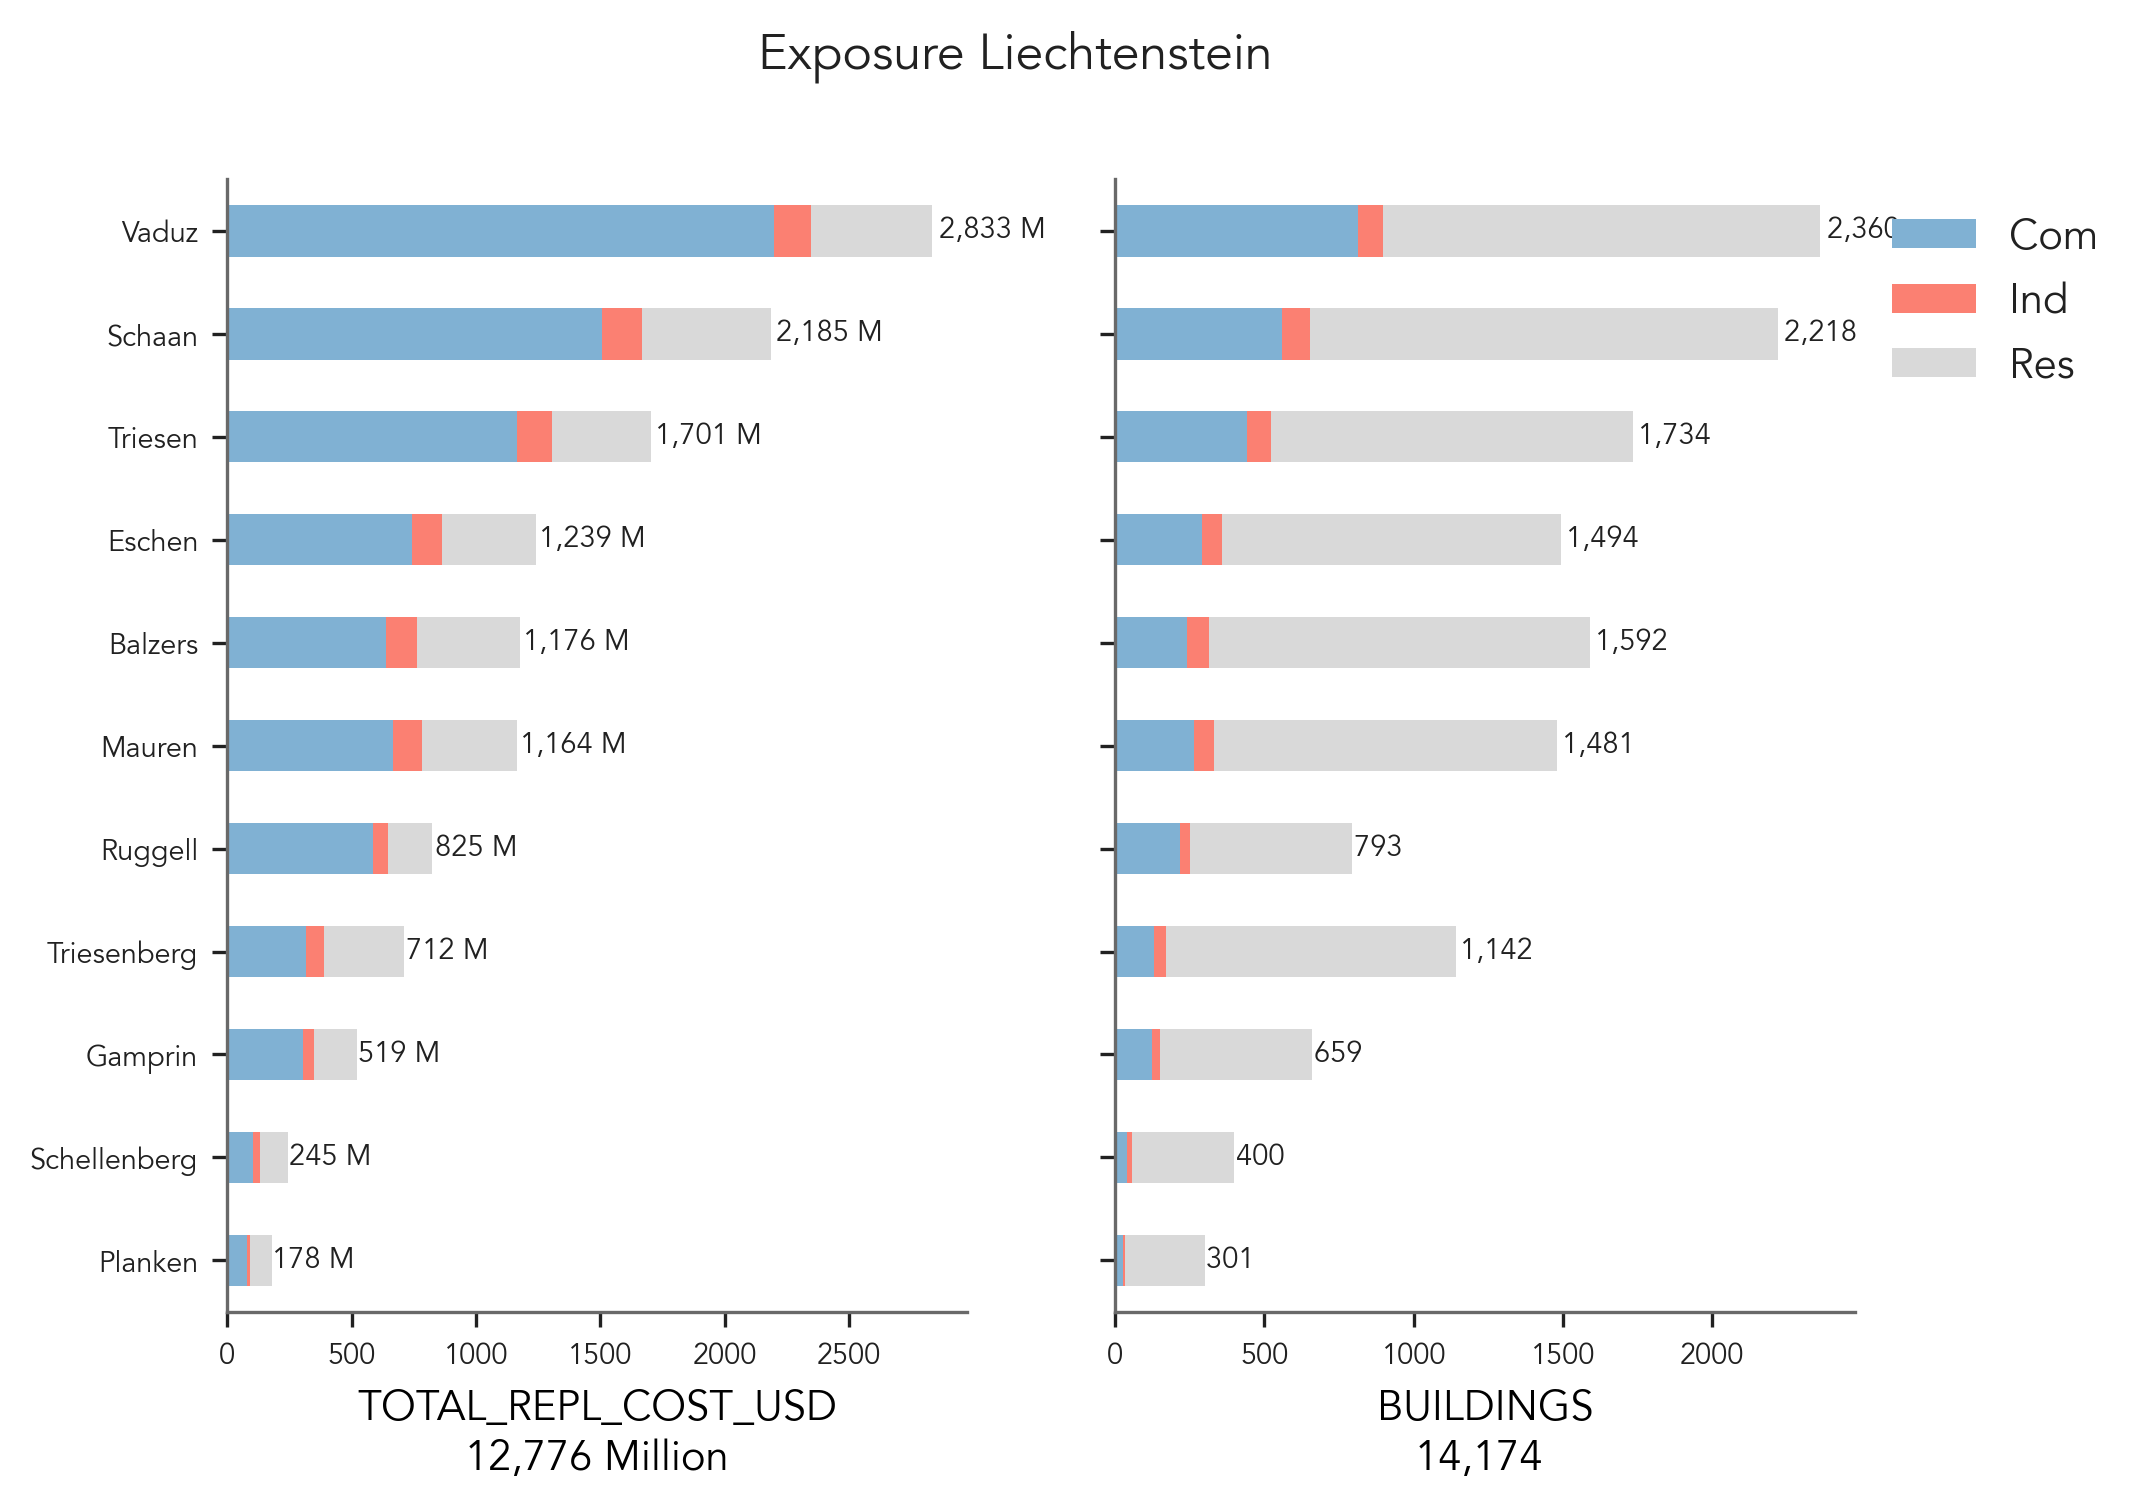 Exposure Liechtenstein
Vaduz
2,833 M
Schaan
2,185 M
Triesen
1,701 M
Eschen
1,239 M
Balzers
1,176 M
Mauren
1,164 M
Ruggell
825 M
Triesenberg
712 M
Gamprin
519 M
Schellenberg
245 M
Planken
178 M
0 500 1000 1500 2000 2500
TOTAL_REPL_COST_USD
12,776 Million
2,360
2,218
1,734
1,494
1,592
1,481
793
1,142
659
400
301
0 500 1000 1500 2000
BUILDINGS
14,174
Com
Ind
Res